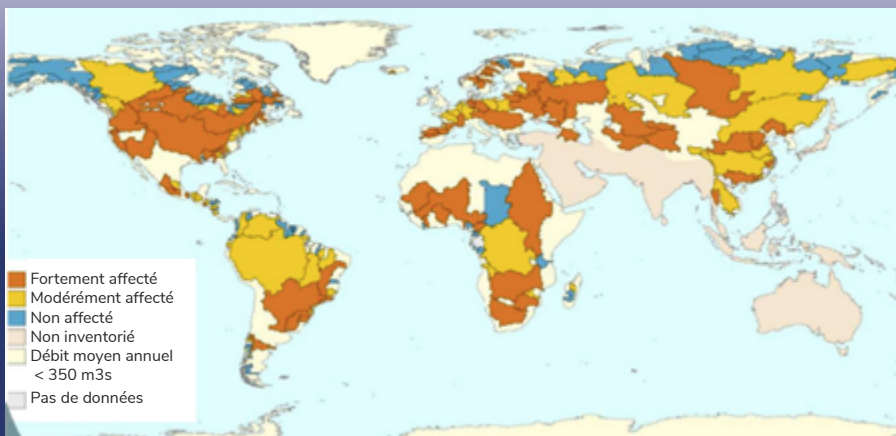 Fortement affecté
Modérément affecté
Non affecté
Non inventorié
Débit moyen annuel
< 350 m3s
Pas de données